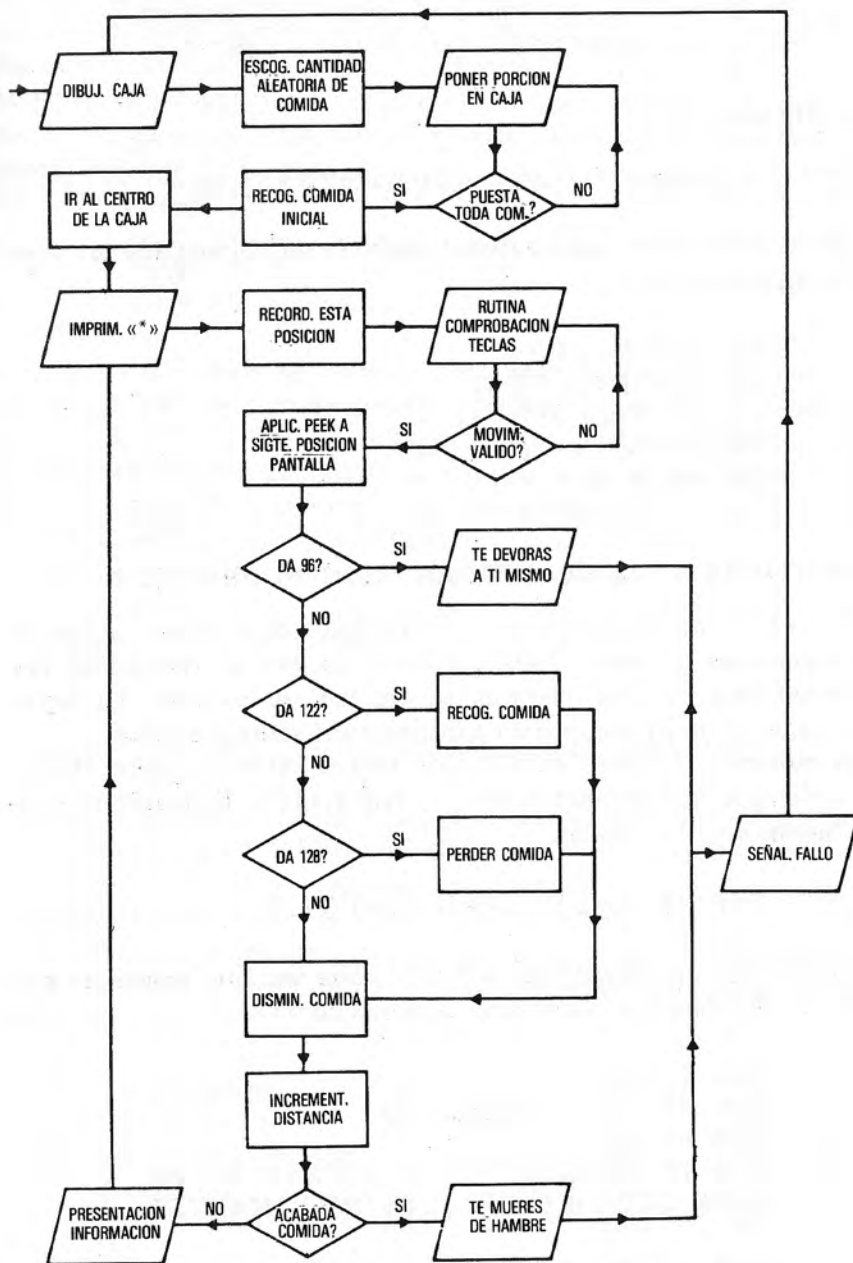 DIBUJ. CAJA
ESCOG. CANTIDAD
ALEATORIA DE
COMIDA
PONER PORCION
EN CAJA
IR AL CENTRO
DE LA CAJA
RECOG. COMIDA
INICIAL
SI
PUESTA
TODA COM.?
NO
IMPRIM. «*»
RECORD. ESTA
POSICION
RUTINA
COMPROBACION
TECLAS
APLIC. PEEK A
SIGTE. POSICION
PANTALLA
SI
MOVIM.
VALIDO?
NO
DA 96?
SI
TE DEVORAS
A TI MISMO
NO
DA 122?
SI
RECOG. COMIDA
NO
DA 128?
SI
PERDER COMIDA
SEÑAL. FALLO
NO
DISMIN. COMIDA
INCREMENT.
DISTANCIA
PRESENTACION
INFORMACION
NO
ACABADA
COMIDA?
SI
TE MUERES
DE HAMBRE